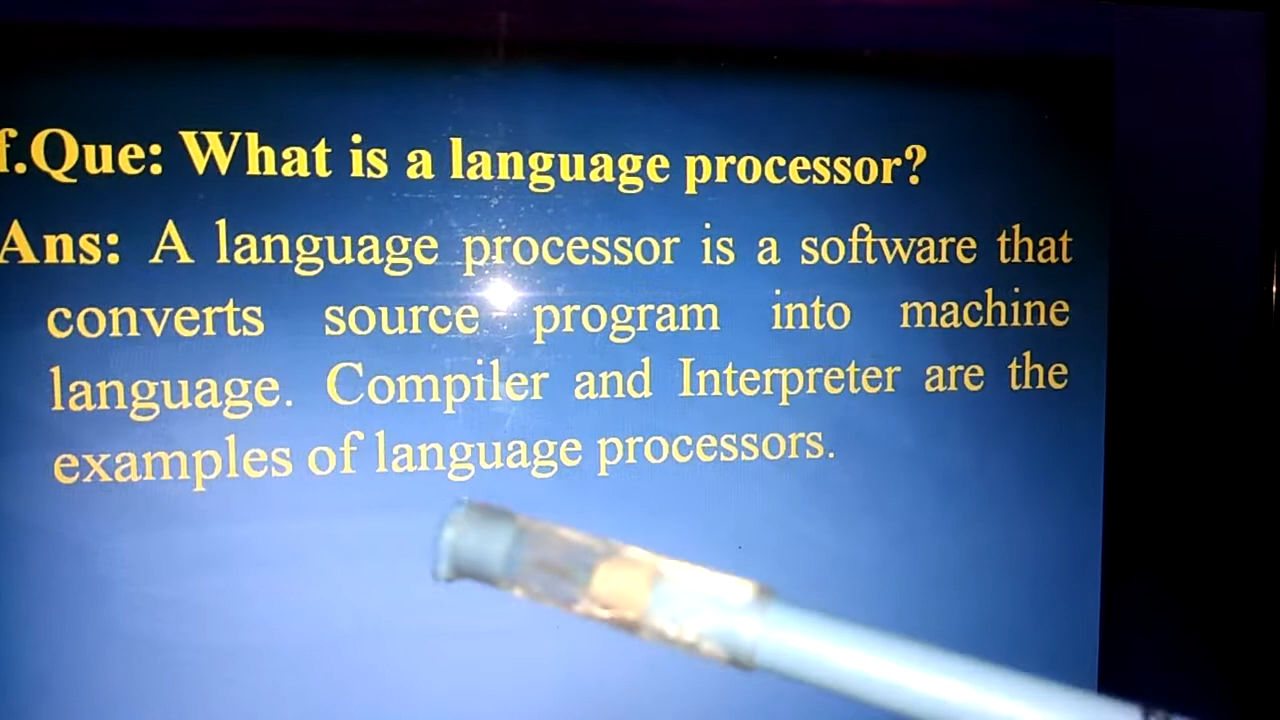 f.Que: What is a language processor?
Ans: A language processor is a software that
converts source program into machine
language. Compiler and Interpreter are the
examples of language processors.